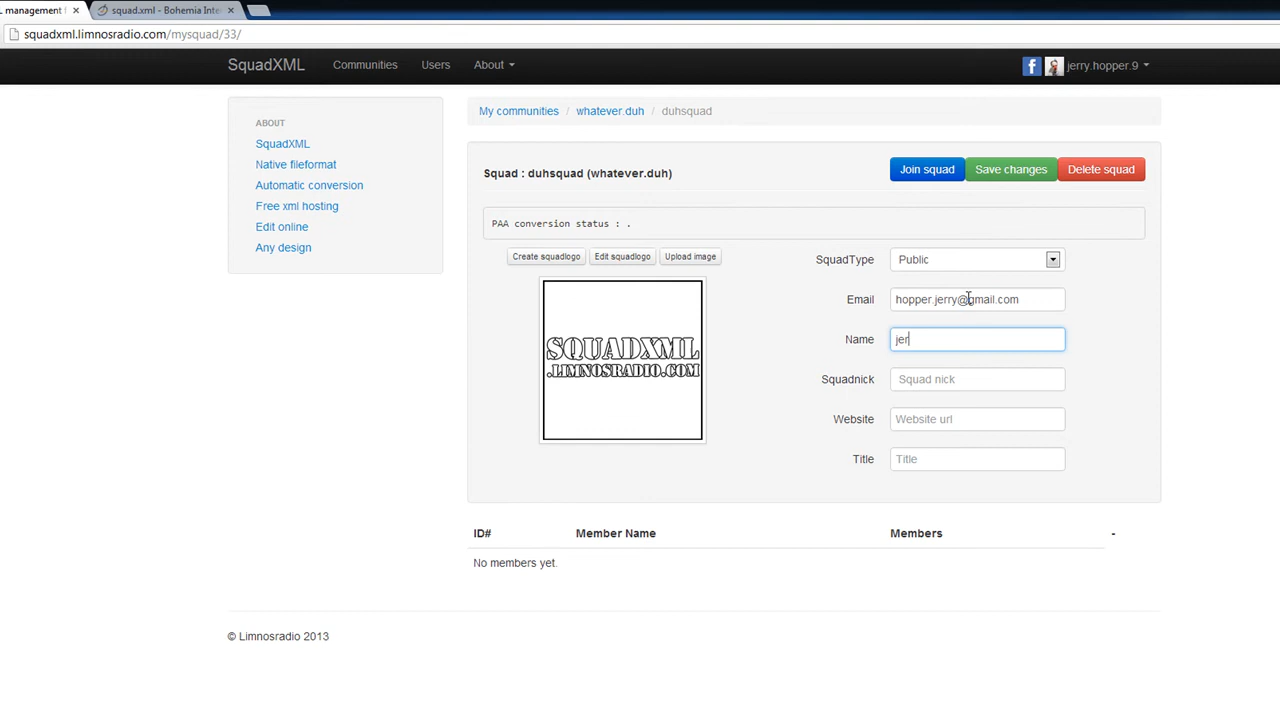 management
squad.xml - Bohemia Inte
squadxml.limnosradio.com/mysquad/33/
SquadXML
Communities
Users
About
jerry.hopper.9
ABOUT
SquadXML
Native fileformat
Automatic conversion
Free xml hosting
Edit online
Any design
My communities / whatever.duh / duhsquad
Squad : duhsquad (whatever.duh)
Join squad
Save changes
Delete squad
PAA conversion status : .
Create squadlogo
Edit squadlogo
Upload image
SQUADXML
.LIMNOSRADIO.COM
SquadType
Public
Email
hopper.jerry@gmail.com
Name
jer
Squadnick
Squad nick
Website
Website url
Title
Title
ID#
Member Name
Members
-
No members yet.
© Limnosradio 2013